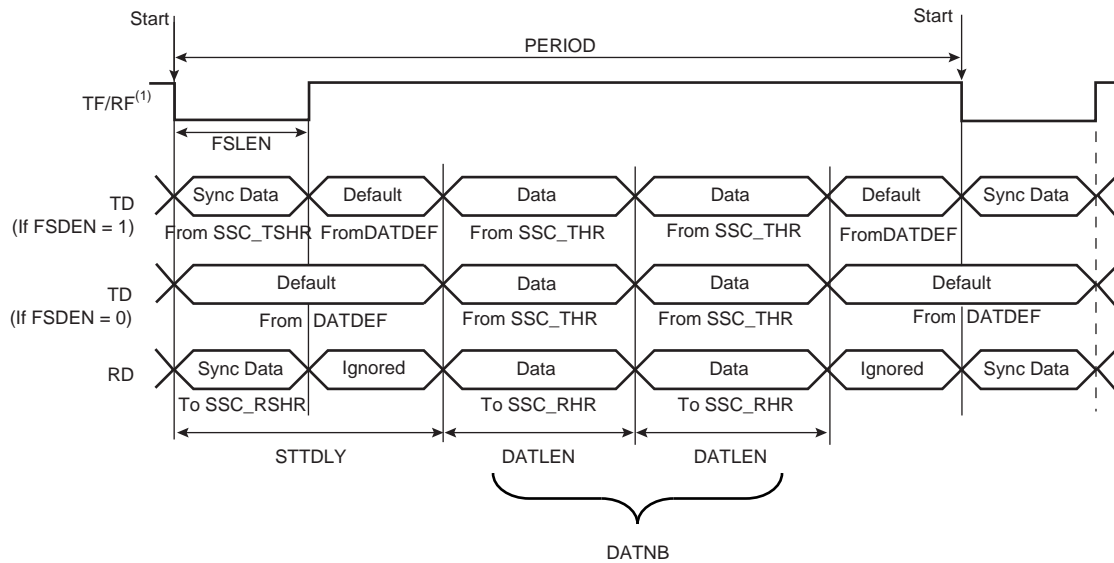 Start
Start
PERIOD
TF/RF(1)
FSLEN
TD
(If FSDEN = 1)
Sync Data
Default
Data
Data
Default
Sync Data
From SSC_TSHR
FromDATDEF
From SSC_THR
From SSC_THR
FromDATDEF
TD
(If FSDEN = 0)
Default
Data
Data
Default
From DATDEF
From SSC_THR
From SSC_THR
From DATDEF
RD
Sync Data
Ignored
Data
Data
Ignored
Sync Data
To SSC_RSHR
To SSC_RHR
To SSC_RHR
STTDLY
DATLEN
DATLEN
DATNB